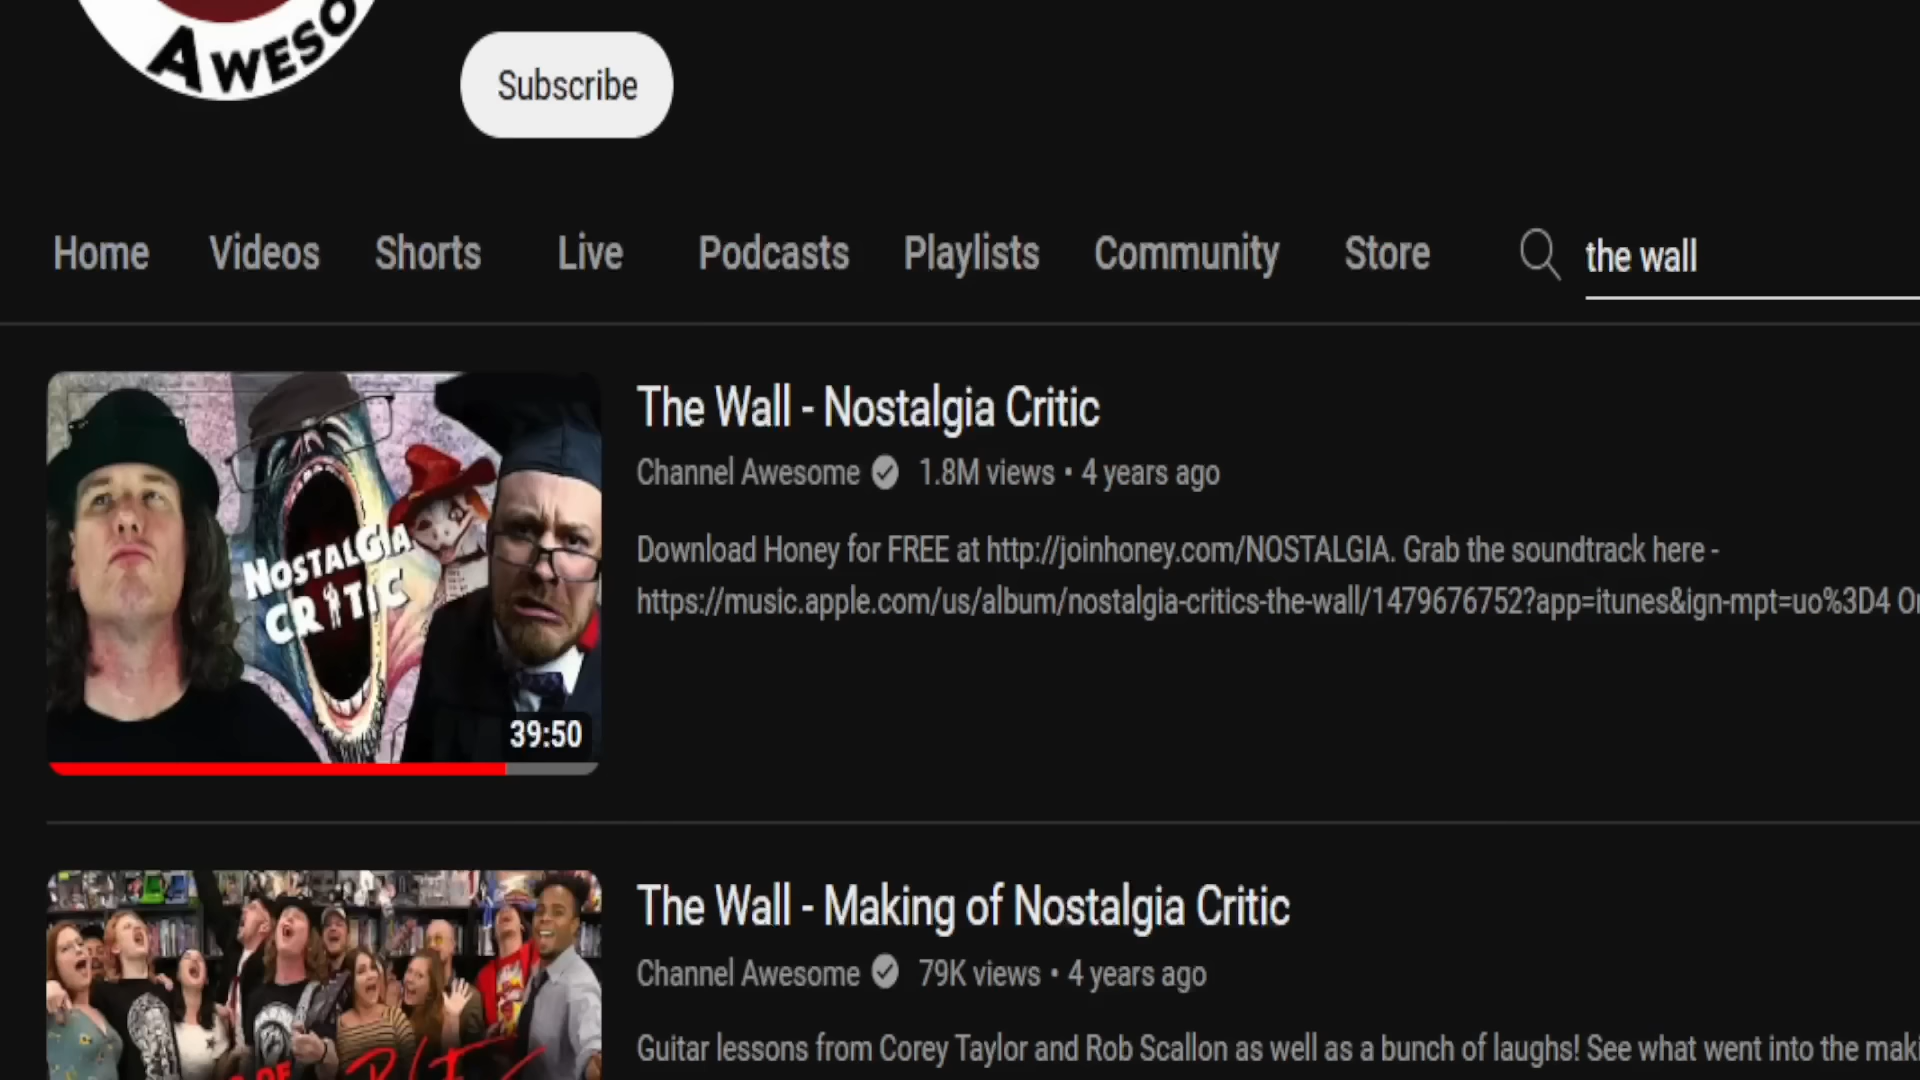 AWESO
Subscribe
Home Videos Shorts Live Podcasts Playlists Community Store the wall
The Wall - Nostalgia Critic
Channel Awesome 1.8M views • 4 years ago
Download Honey for FREE at http://joinhoney.com/NOSTALGIA. Grab the soundtrack here -
https://music.apple.com/us/album/nostalgia-critics-the-wall/1479676752?app=itunes&ign-mpt=uo%3D4
NOSTALGIA
CRITIC
39:50
The Wall - Making of Nostalgia Critic
Channel Awesome 79K views • 4 years ago
Guitar lessons from Corey Taylor and Rob Scallon as well as a bunch of laughs! See what went into the
OF